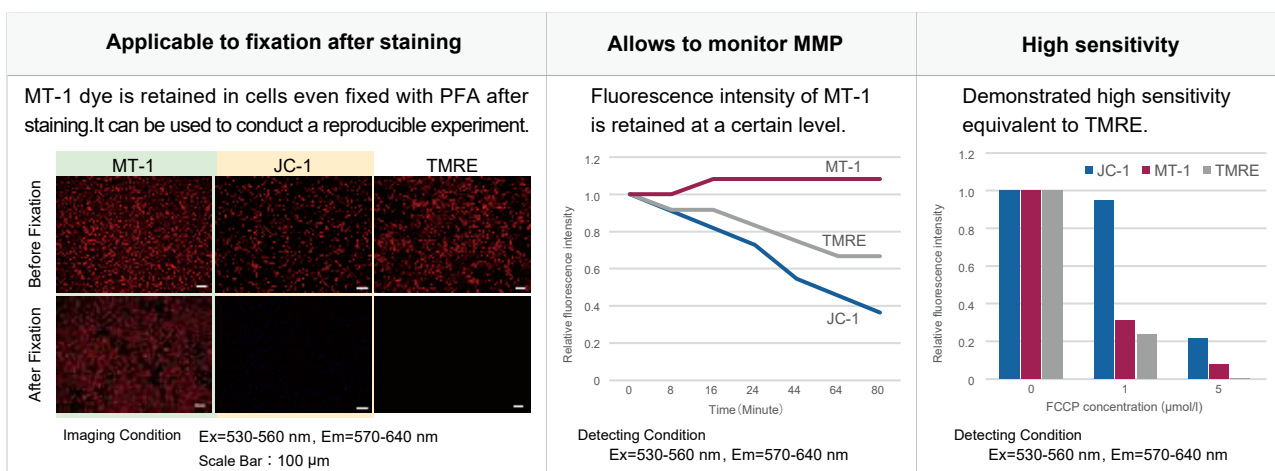 Applicable to fixation after staining
MT-1 dye is retained in cells even fixed with PFA after
staining.It can be used to conduct a reproducible experiment.
MT-1 JC-1 TMRE
Before Fixation
After Fixation
Imaging Condition Ex=530-560 nm, Em=570-640 nm
Scale Bar : 100 μm
Allows to monitor MMP
Fluorescence intensity of MT-1
is retained at a certain level.
Relative fluorescence intensity
1.2
1.0
0.8
0.6
0.4
0.2
0
MT-1
TMRE
JC-1
0 8 16 24 44 64 80
Time (Minute)
Detecting Condition
Ex=530-560 nm, Em=570-640 nm
High sensitivity
Demonstrated high sensitivity
equivalent to TMRE.
Relative fluorescence intensity
1.2
1.0
0.8
0.6
0.4
0.2
0
JC-1 MT-1 TMRE
0 1 5
FCCP concentration (μmol/l)
Detecting Condition
Ex=530-560 nm, Em=570-640 nm